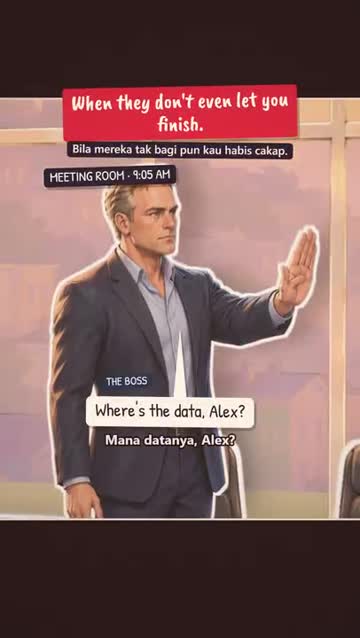 When they don't even let you
finish.
Bila mereka tak bagi pun kau habis cakap.
MEETING ROOM · 9:05 AM
THE BOSS
Where's the data, Alex?
Mana datanya, Alex?